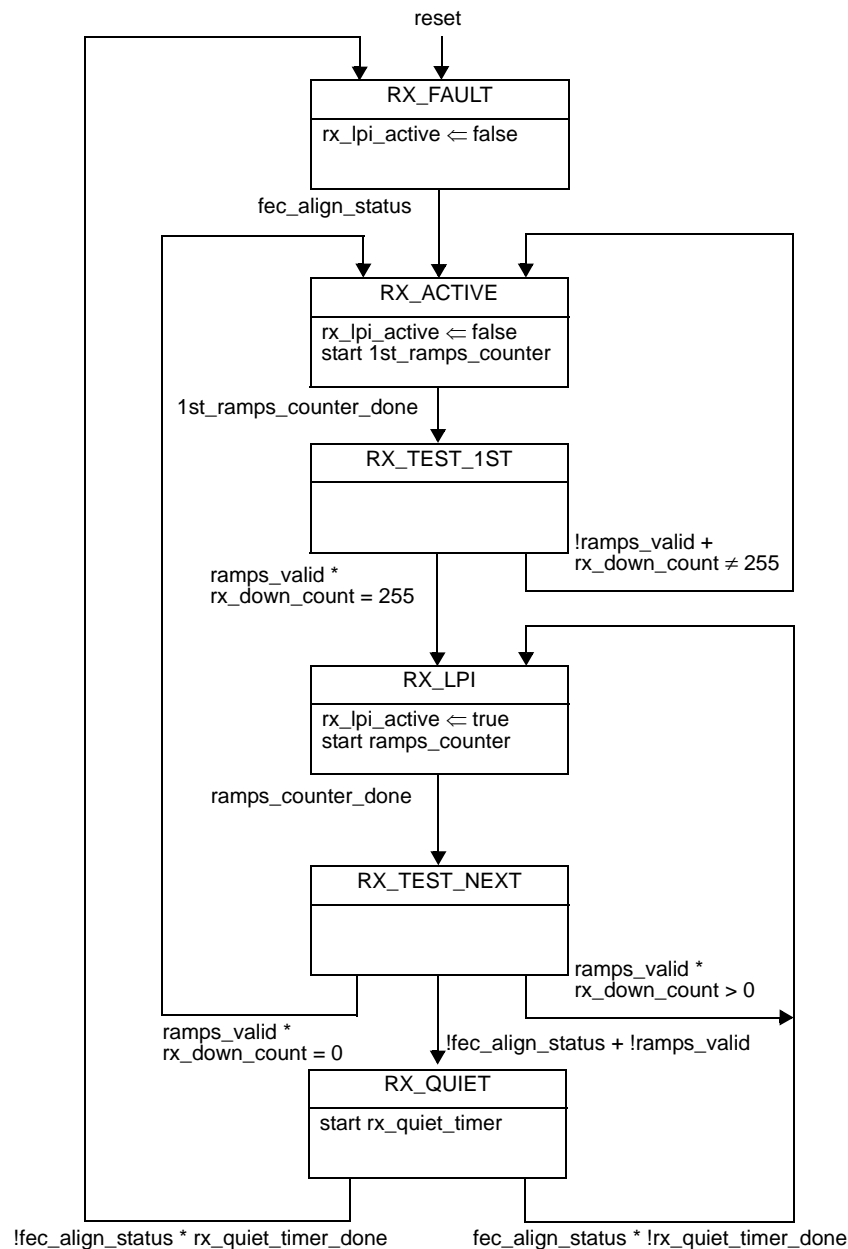 reset
RX_FAULT
rx_lpi_active ⇐ false
fec_align_status
RX_ACTIVE
rx_lpi_active ⇐ false
start 1st_ramps_counter
1st_ramps_counter_done
RX_TEST_1ST
!ramps_valid +
rx_down_count ≠ 255
ramps_valid *
rx_down_count = 255
RX_LPI
rx_lpi_active ⇐ true
start ramps_counter
ramps_counter_done
RX_TEST_NEXT
ramps_valid *
rx_down_count > 0
ramps_valid *
rx_down_count = 0
!fec_align_status + !ramps_valid
RX_QUIET
start rx_quiet_timer
!fec_align_status * rx_quiet_timer_done
fec_align_status * !rx_quiet_timer_done